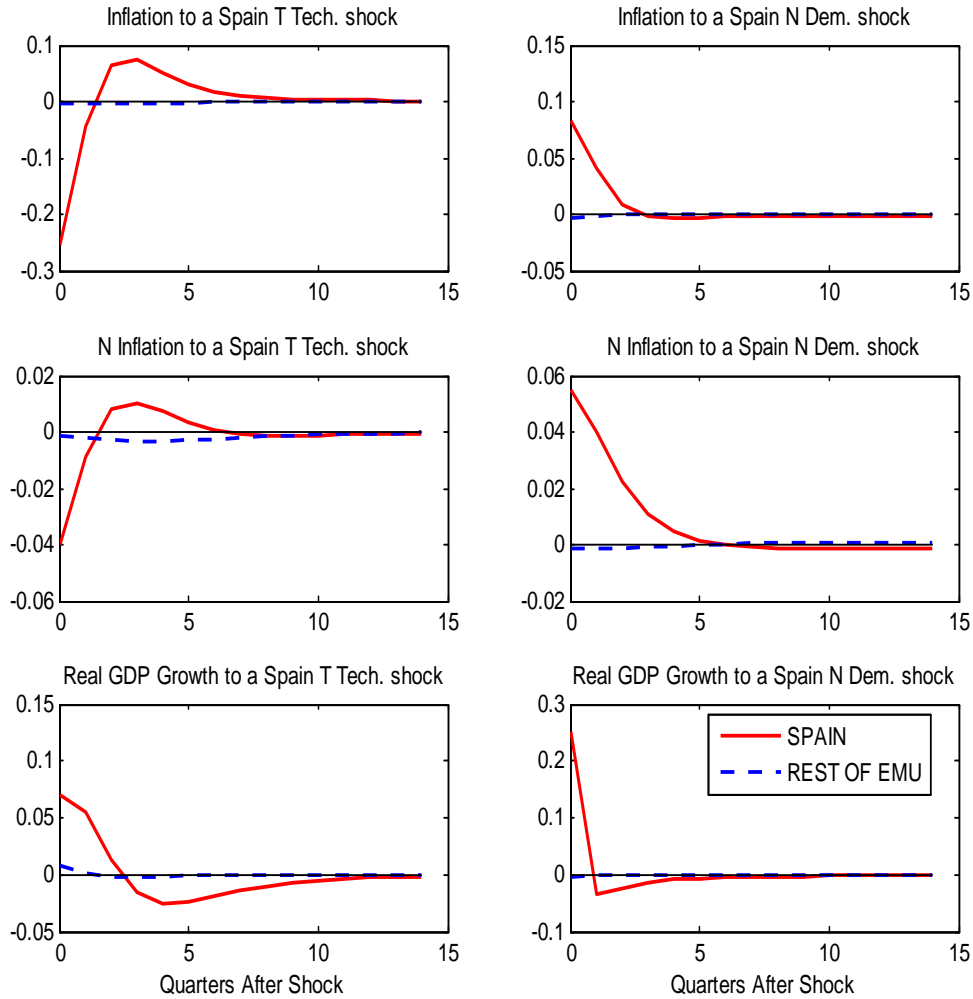 Inflation to a Spain T Tech. shock
0.1
0
-0.1
-0.2
-0.3
0 5 10 15
Inflation to a Spain N Dem. shock
0.15
0.1
0.05
0
-0.05
0 5 10 15
N Inflation to a Spain T Tech. shock
0.02
0
-0.02
-0.04
-0.06
0 5 10 15
N Inflation to a Spain N Dem. shock
0.06
0.04
0.02
0
-0.02
0 5 10 15
Real GDP Growth to a Spain T Tech. shock
0.15
0.1
0.05
0
-0.05
0 5 10 15
Quarters After Shock
Real GDP Growth to a Spain N Dem. shock
0.3
0.2
0.1
0
-0.1
0 5 10 15
SPAIN
REST OF EMU
Quarters After Shock